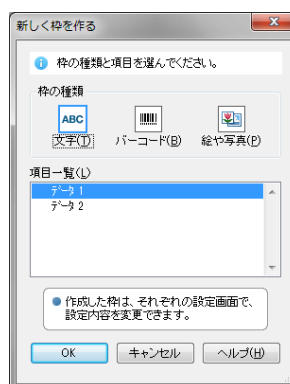 新しく枠を作る
枠の種類と項目を選んでください。
枠の種類
ABC
文字(T) バーコード(B) 絵や写真(P)
項目一覧(L)
ﾃﾞｰﾀ 1
ﾃﾞｰﾀ 2
作成した枠は、それぞれの設定画面で、
設定内容を変更できます。
OK キャンセル ヘルプ(H)